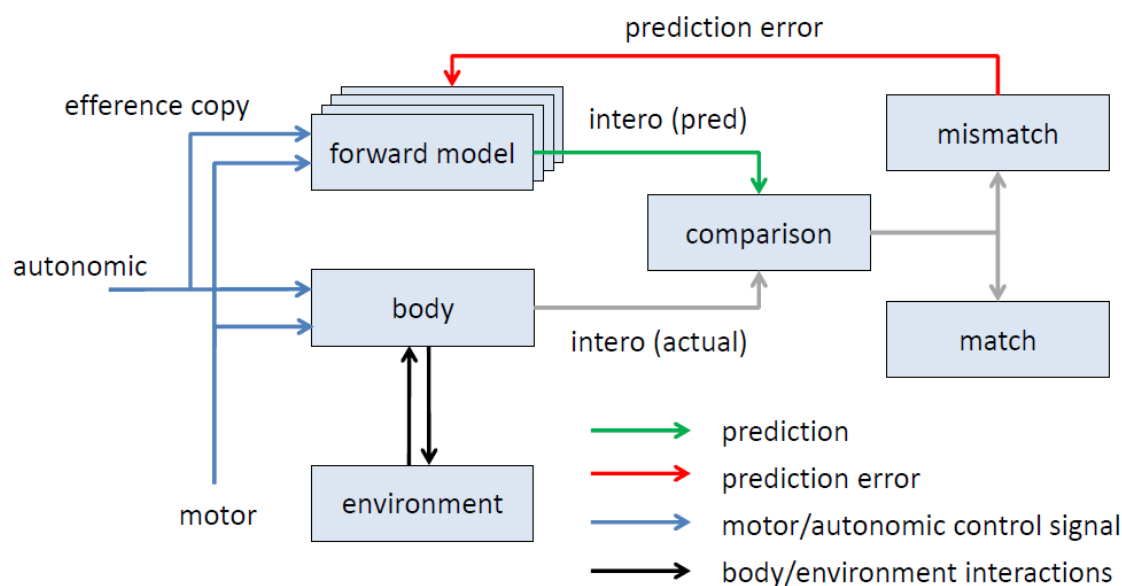 prediction error
efference copy
intero (pred)
mismatch
forward model
comparison
autonomic
body
intero (actual)
match
prediction
prediction error
environment
motor
motor/autonomic control signal
body/environment interactions